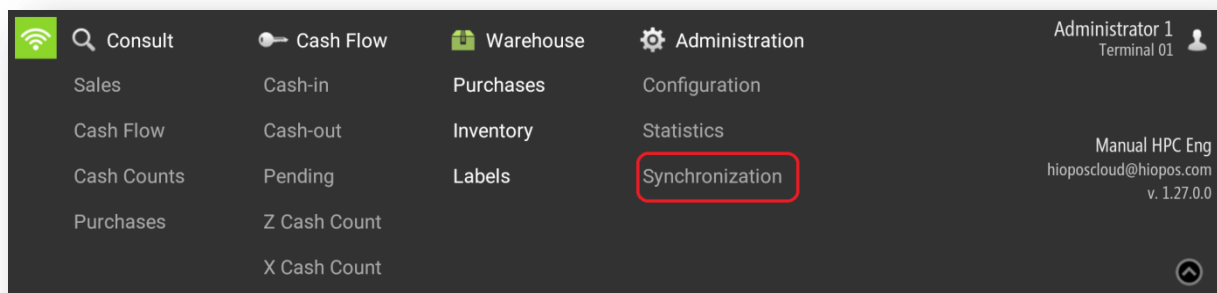 Consult
Sales
Cash Flow
Cash Counts
Purchases
Cash Flow
Cash-in
Cash-out
Pending
Z Cash Count
X Cash Count
Warehouse
Purchases
Inventory
Labels
Administration
Configuration
Statistics
Synchronization
Administrator 1
Terminal 01
Manual HPC Eng
hioposcloud@hiopos.com
v. 1.27.0.0